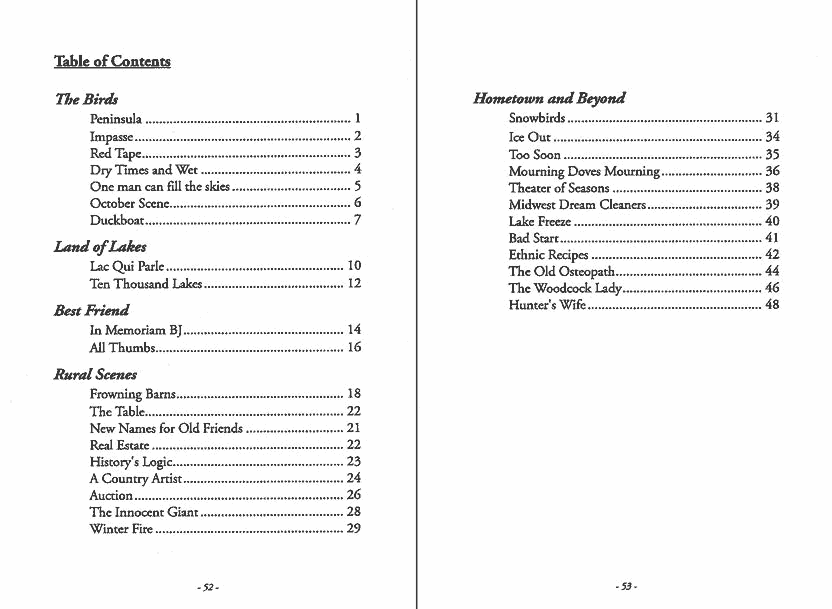 Table of Contents
The Birds
Peninsula ........................................................... 1
Impasse .............................................................. 2
Red Tape............................................................ 3
Dry Times and Wet ........................................... 4
One man can fill the skies .................................. 5
October Scene.................................................... 6
Duckboat........................................................... 7
Land of Lakes
Lac Qui Parle ................................................... 10
Ten Thousand Lakes ........................................ 12
Best Friend
In Memoriam BJ .............................................. 14
All Thumbs...................................................... 16
Rural Scenes
Frowning Barns................................................ 18
The Table......................................................... 22
New Names for Old Friends ............................ 21
Real Estate ....................................................... 22
History's Logic................................................. 23
A Country Artist .............................................. 24
Auction ............................................................ 26
The Innocent Giant ......................................... 28
Winter Fire ...................................................... 29
- 52 -
Hometown and Beyond
Snowbirds ........................................................ 31
Ice Out ............................................................ 34
Too Soon ......................................................... 35
Mourning Doves Mourning............................. 36
Theater of Seasons ........................................... 38
Midwest Dream Cleaners................................. 39
Lake Freeze ...................................................... 40
Bad Start.......................................................... 41
Ethnic Recipes ................................................. 42
The Old Osteopath.......................................... 44
The Woodcock Lady........................................ 46
Hunter's Wife .................................................. 48
- 53 -